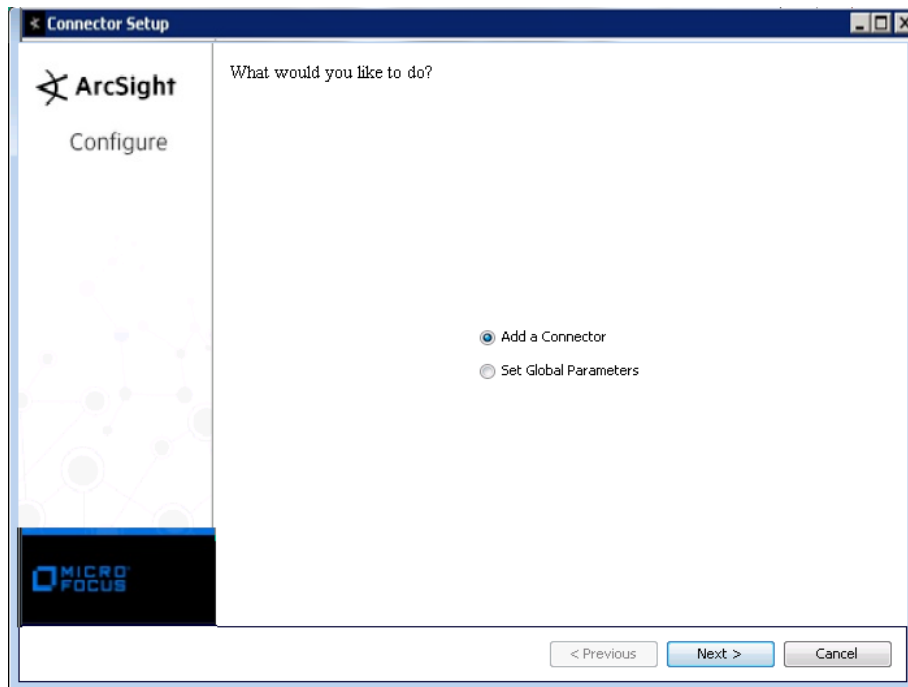 Connector Setup
ArcSight
Configure
What would you like to do?
Add a Connector
Set Global Parameters
MICRO
FOCUS
< Previous
Next >
Cancel